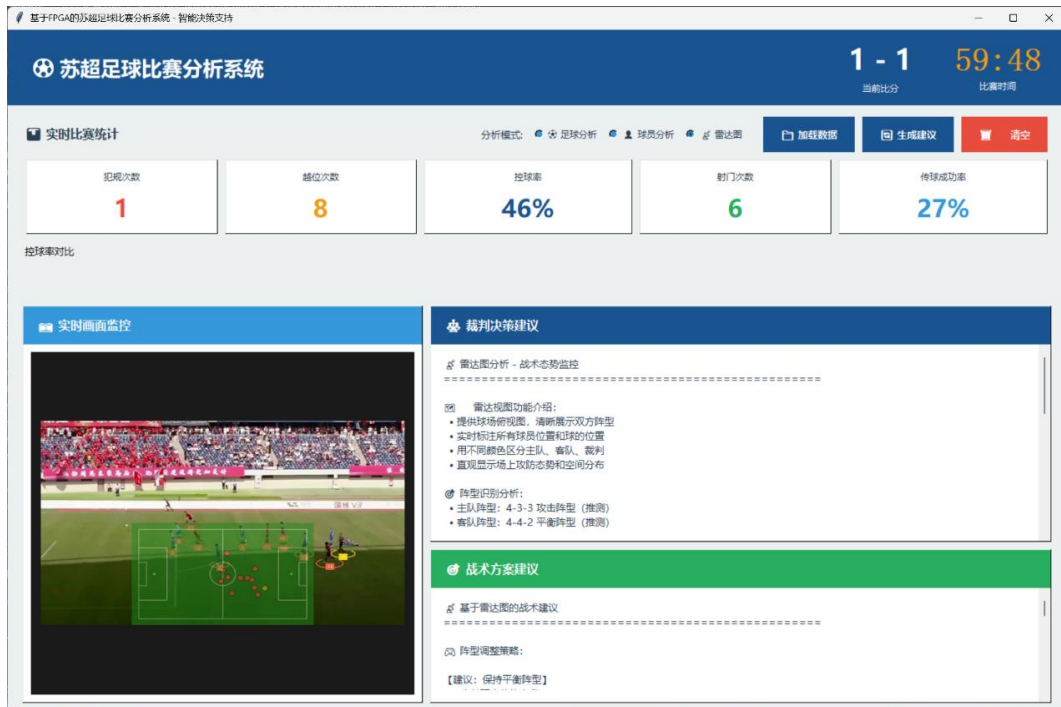 基于FPGA的苏超足球比赛分析系统 - 智能决策支持
苏超足球比赛分析系统
1 - 1
当前比分
59:48
比赛时间
实时比赛统计
分析模式: 足球分析 球员分析 雷达图
加载数据
生成建议
清空
犯规次数
1
越位次数
8
控球率
46%
射门次数
6
传球成功率
27%
控球率对比
实时画面监控
裁判决策建议
雷达图分析 - 战术态势监控
==================================================
雷达视图功能介绍:
• 提供球场俯视图，清晰展示双方阵型
• 实时标注所有球员位置和球的位置
• 用不同颜色区分主队、客队、裁判
• 直观显示场上攻防态势和空间分布
阵型识别分析:
• 主队阵型: 4-3-3 攻击阵型 (推测)
• 客队阵型: 4-4-2 平衡阵型 (推测)
战术方案建议
基于雷达图的战术建议
==================================================
阵型调整策略:
【建议: 保持平衡阵型】